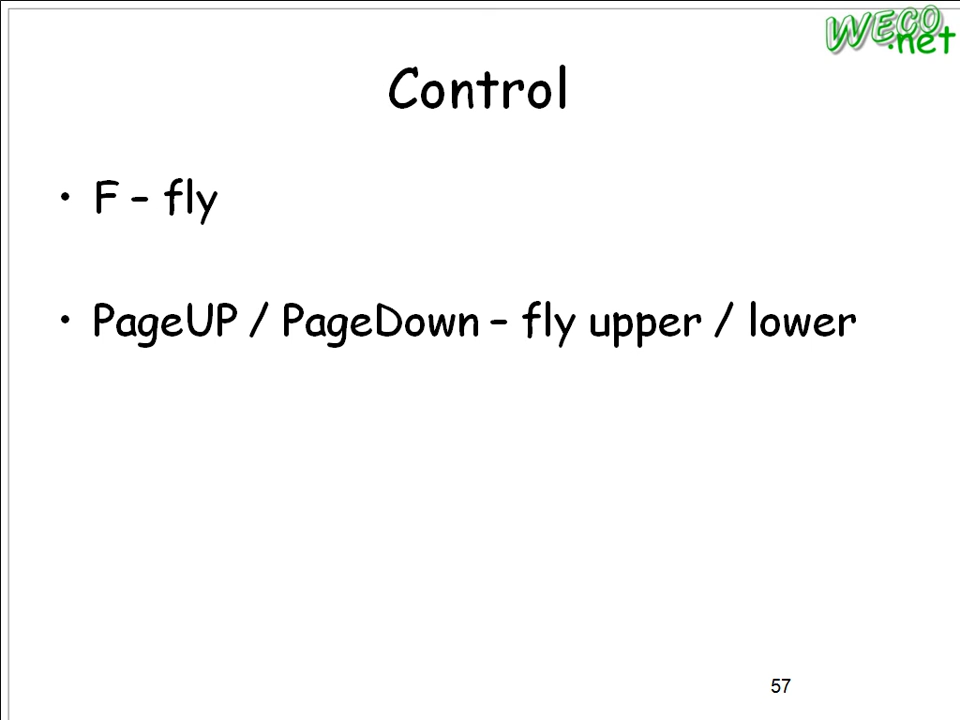 WECO
.net
Control
• F – fly
• PageUP / PageDown – fly upper / lower
57